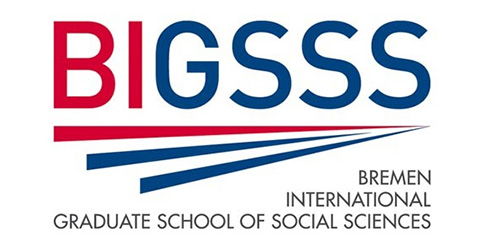 BIGSSS
BREMEN
INTERNATIONAL
GRADUATE SCHOOL OF SOCIAL SCIENCES